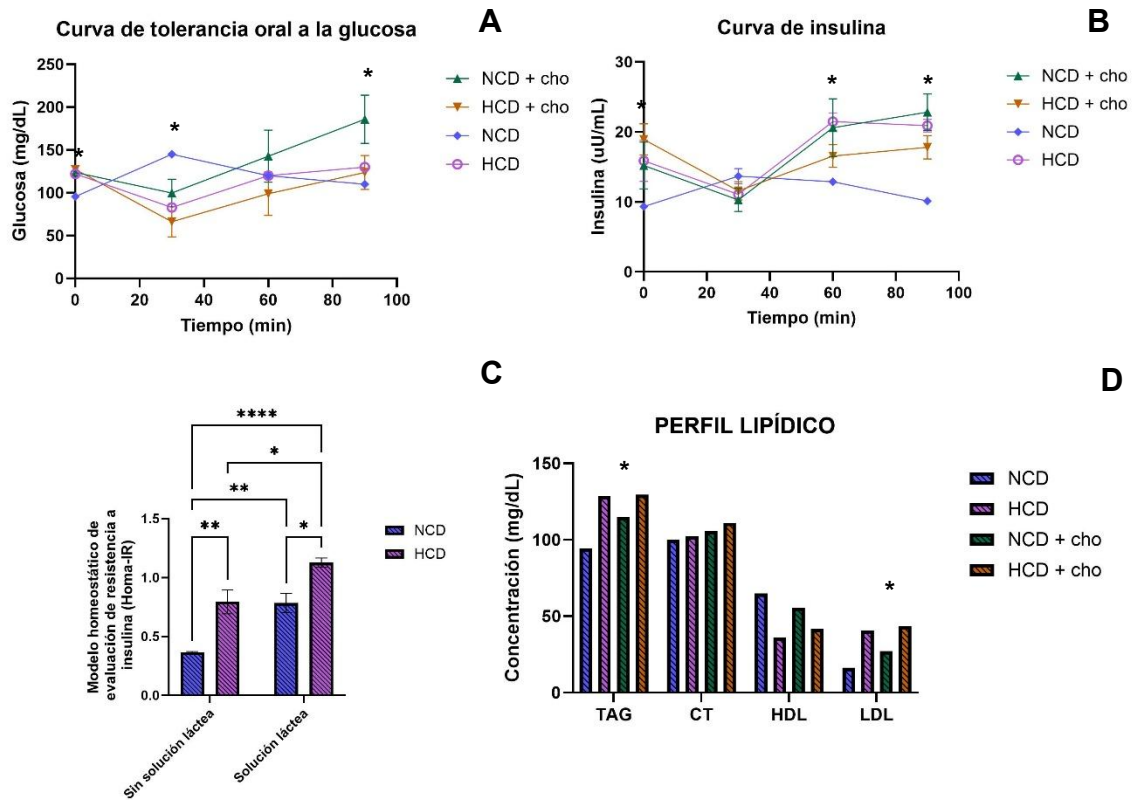 Curva de tolerancia oral a la glucosa
A
Glucosa (mg/dL)
250
200
150
100
50
0
0 20 40 60 80 100
Tiempo (min)
* * *
NCD + cho
HCD + cho
NCD
HCD
Curva de insulina
B
Insulina (uU/mL)
30
20
10
0
0 20 40 60 80 100
Tiempo (min)
* * *
NCD + cho
HCD + cho
NCD
HCD
C
****
*
**
** *
Modelo homeostático de
evaluación de resistencia a
insulina (Homa-IR)
1.5
1.0
0.5
0.0
Sin solución láctea
Solución láctea
NCD
HCD
D
PERFIL LIPÍDICO
Concentración (mg/dL)
150
100
50
0
* *
TAG CT HDL LDL
NCD
HCD
NCD + cho
HCD + cho